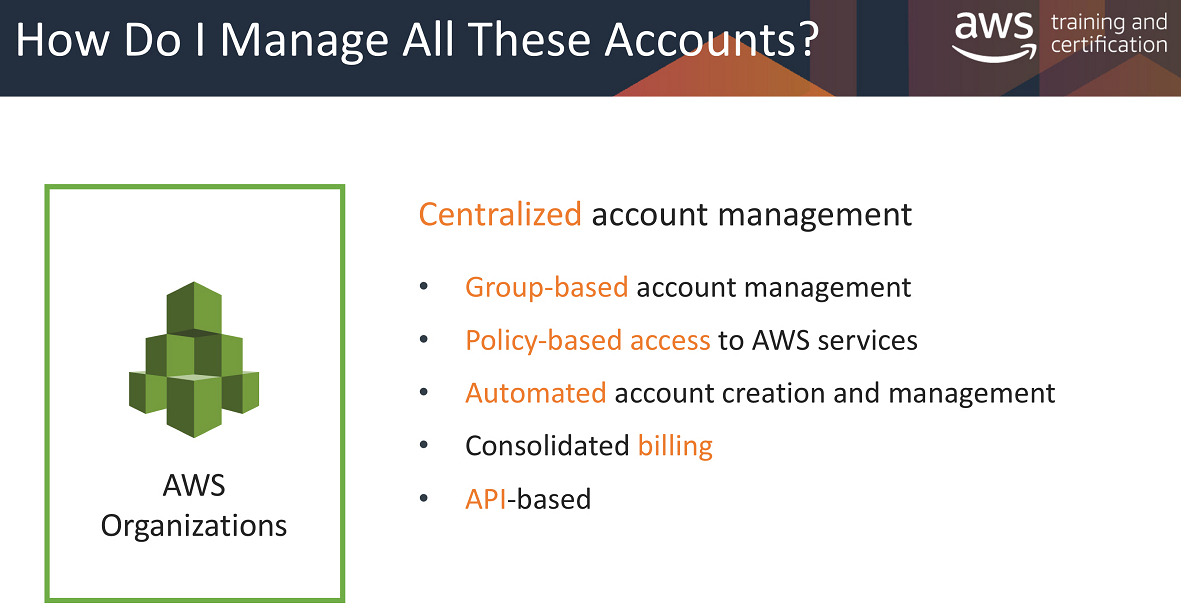 How Do I Manage All These Accounts?
aws training and
certification
Centralized account management
• Group-based account management
• Policy-based access to AWS services
• Automated account creation and management
• Consolidated billing
• API-based
AWS
Organizations